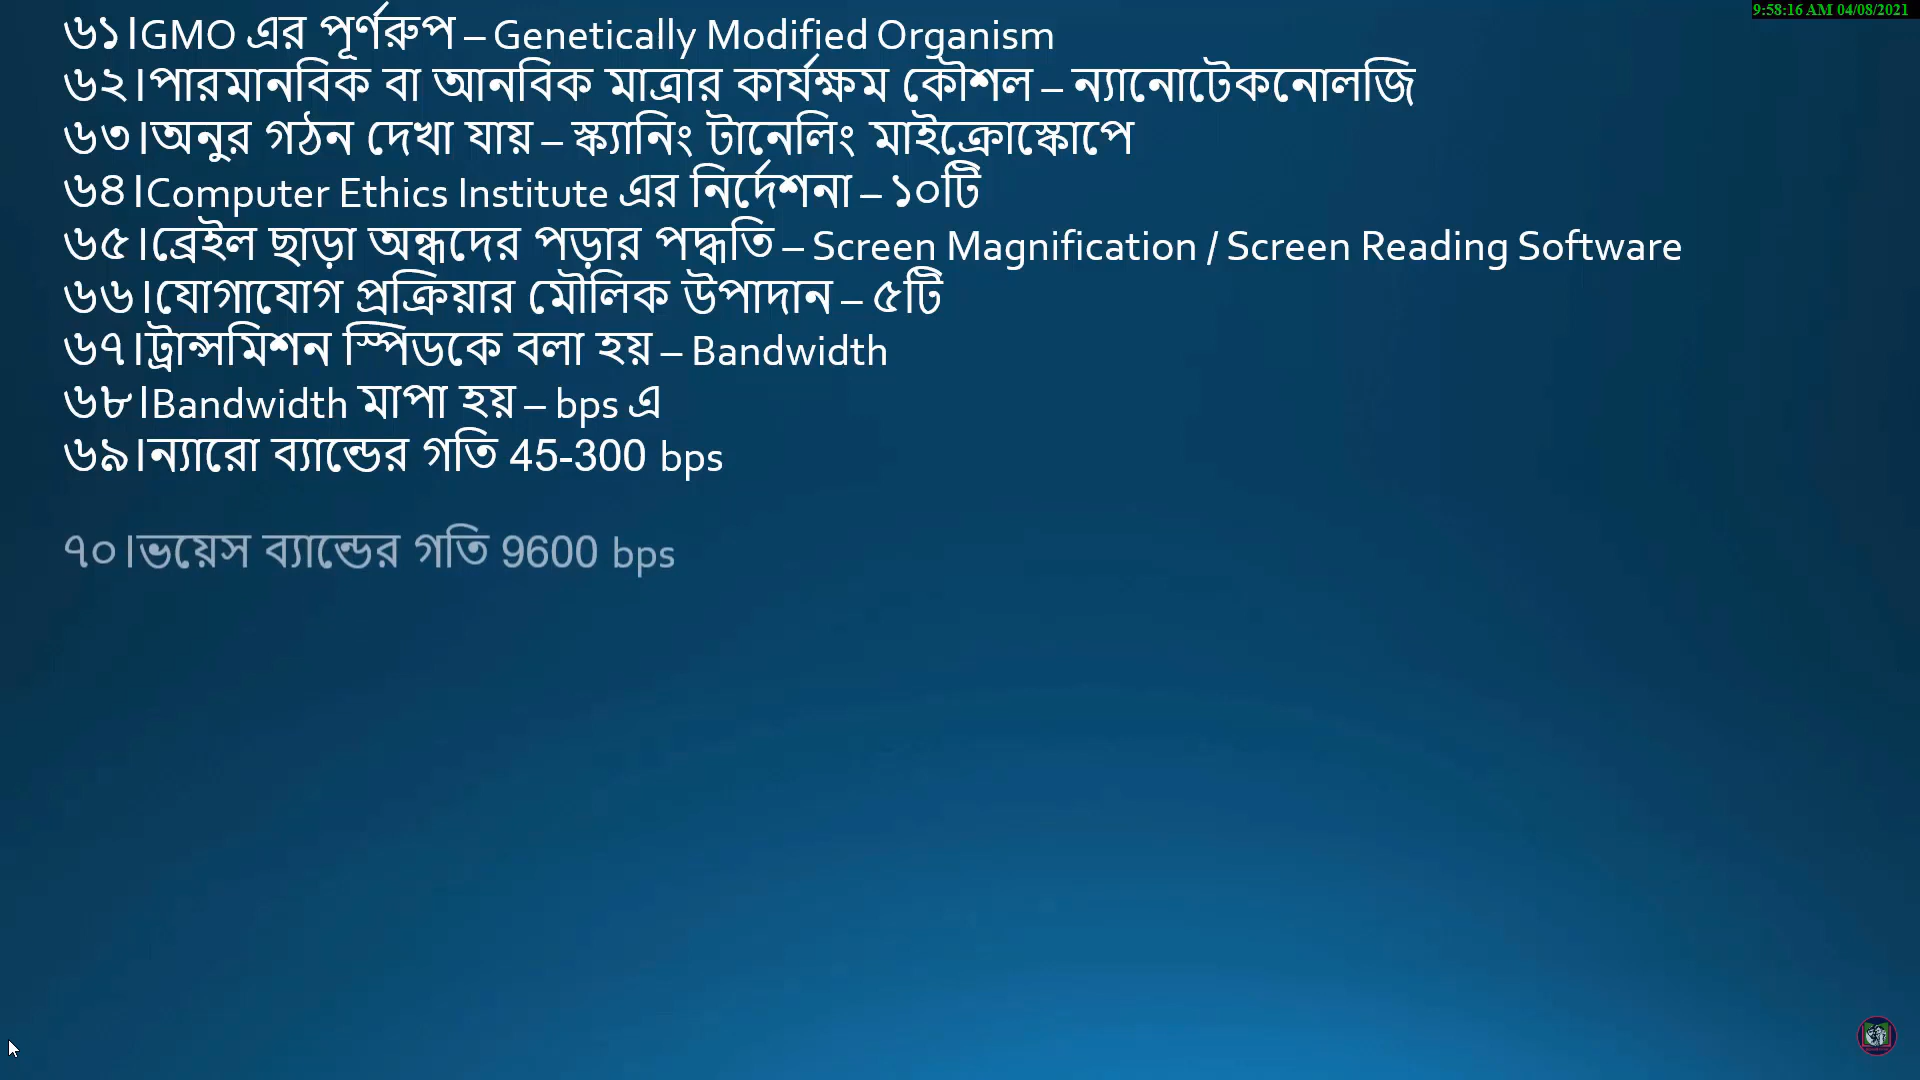 9:58:16 AM 04/08/2021
৬১।GMO এর পূর্ণরুপ – Genetically Modified Organism
৬২।পারমানবিক বা আনবিক মাত্রার কার্যক্ষম কৌশল – ন্যানোটেকনোলজি
৬৩।অনুর গঠন দেখা যায় – স্ক্যানিং টানেলিং মাইক্রোস্কোপে
৬৪।Computer Ethics Institute এর নির্দেশনা – ১০টি
৬৫।ব্রেইল ছাড়া অন্ধদের পড়ার পদ্ধতি – Screen Magnification / Screen Reading Software
৬৬।যোগাযোগ প্রক্রিয়ার মৌলিক উপাদান – ৫টি
৬৭।ট্রান্সমিশন স্পিডকে বলা হয় – Bandwidth
৬৮।Bandwidth মাপা হয় – bps এ
৬৯।ন্যারো ব্যান্ডের গতি 45-300 bps
৭০।ভয়েস ব্যান্ডের গতি 9600 bps